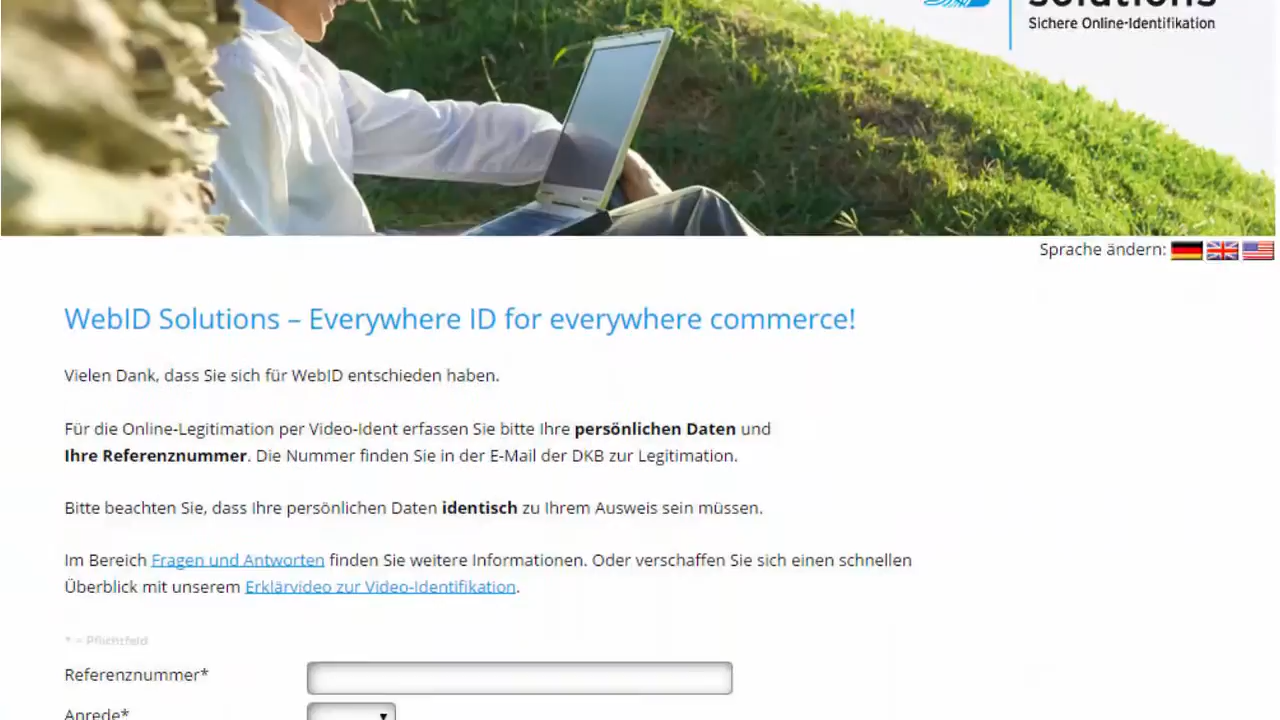 solutions
Sichere Online-Identifikation
Sprache ändern:
WebID Solutions – Everywhere ID for everywhere commerce!
Vielen Dank, dass Sie sich für WebID entschieden haben.
Für die Online-Legitimation per Video-Ident erfassen Sie bitte Ihre persönlichen Daten und
Ihre Referenznummer. Die Nummer finden Sie in der E-Mail der DKB zur Legitimation.
Bitte beachten Sie, dass Ihre persönlichen Daten identisch zu Ihrem Ausweis sein müssen.
Im Bereich Fragen und Antworten finden Sie weitere Informationen. Oder verschaffen Sie sich einen schnellen
Überblick mit unserem Erklärvideo zur Video-Identifikation.
* = Pflichtfeld
Referenznummer*
Anrede*